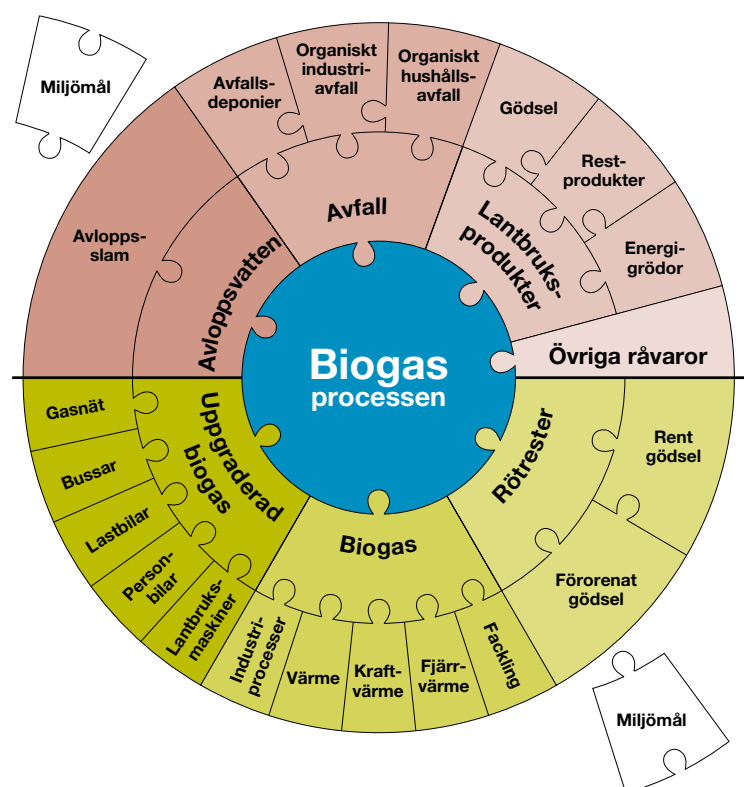 Miljömål
Avfalls-
deponier
Organiskt
industri-
avfall
Organiskt
hushålls-
avfall
Gödsel
Rest-
produkter
Energi-
grödor
Avlopps-
slam
Avloppsvatten
Avfall
Lantbruks-
produkter
Övriga råvaror
Biogas
processen
Gasnät
Bussar
Lastbilar
Person-
bilar
Lantbruks-
maskiner
Uppgraderad
biogas
Biogas
Rötrester
Industri-
processer
Värme
Kraft-
värme
Fjärr-
värme
Fackling
Rent
gödsel
Förorenat
gödsel
Miljömål